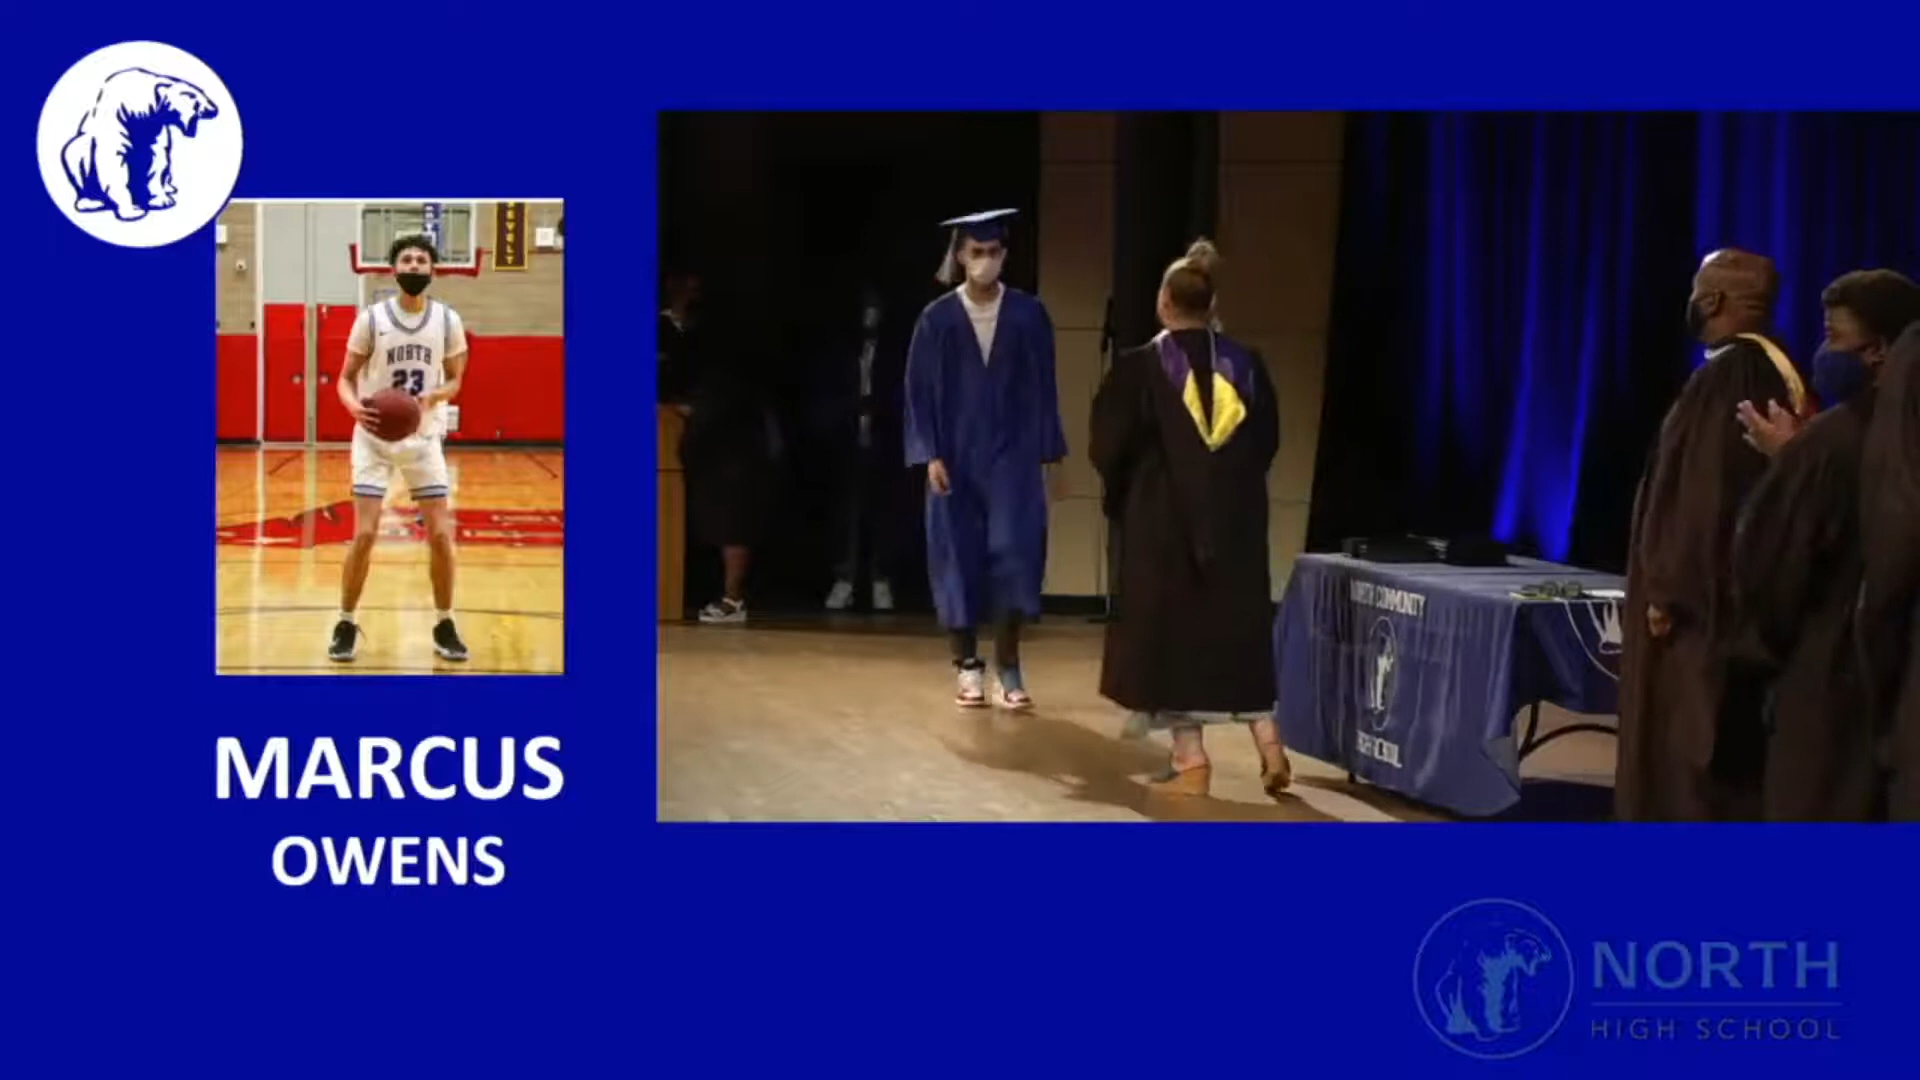 NORTH
23
MARCUS
OWENS
NORTH COMMUNITY
HIGH SCHOOL
NORTH
HIGH SCHOOL